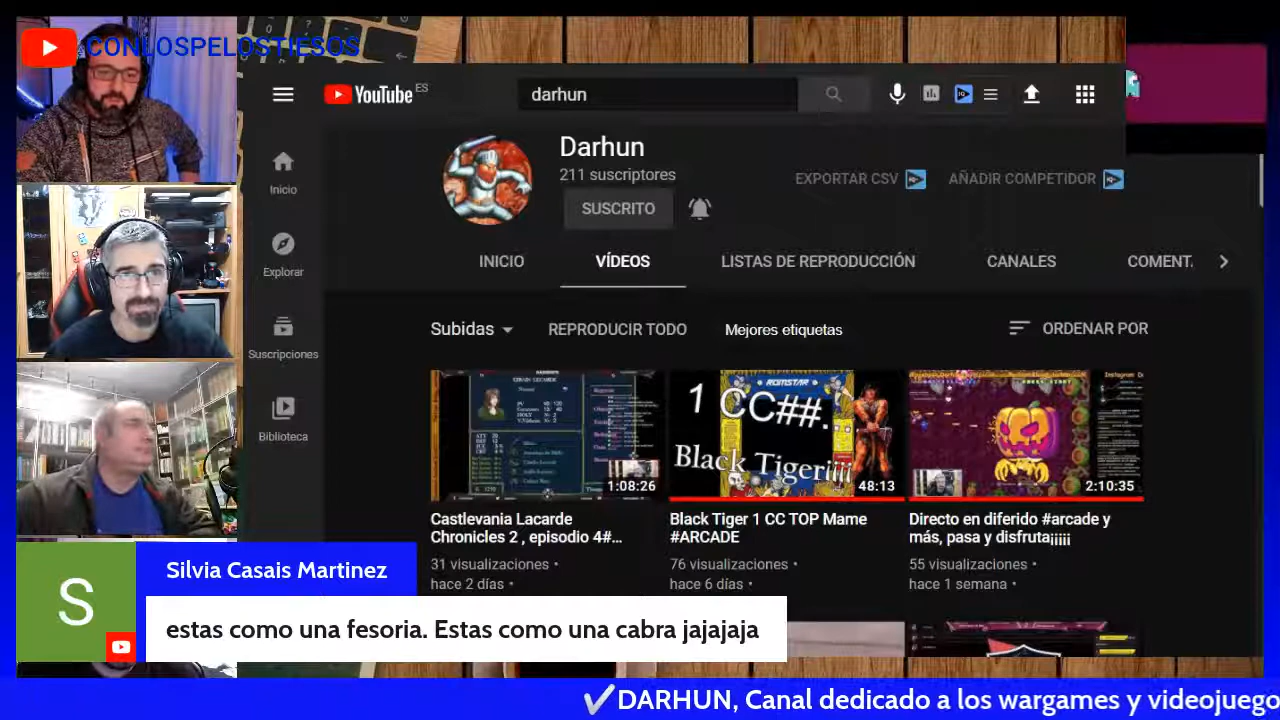 CONLOSPELOSTIESOS
YouTube ES
darhun
Darhun
211 suscriptores
SUSCRITO
EXPORTAR CSV
AÑADIR COMPETIDOR
Inicio
Explorar
Suscripciones
Biblioteca
INICIO
VÍDEOS
LISTAS DE REPRODUCCIÓN
CANALES
COMENT.
Subidas
REPRODUCIR TODO
Mejores etiquetas
ORDENAR POR
1:08:26
ROMSTAR
1 CC##.
Black Tiger¡¡¡¡
48:13
2:10:35
Castlevania Lacarde
Chronicles 2 , episodio 4#...
31 visualizaciones •
hace 2 días •
Black Tiger 1 CC TOP Mame
#ARCADE
76 visualizaciones •
hace 6 días •
Directo en diferido #arcade y
más, pasa y disfruta¡¡¡¡¡
55 visualizaciones •
hace 1 semana •
S
Silvia Casais Martinez
estas como una fesoria. Estas como una cabra jajajaja
✓DARHUN, Canal dedicado a los wargames y videojuego